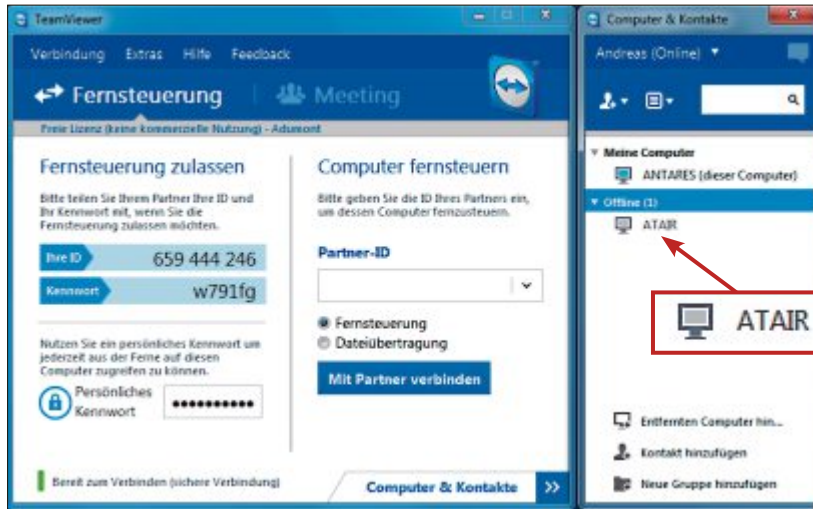 TeamViewer
Verbindung Extras Hilfe Feedback
Fernsteuerung Meeting
Freie Lizenz (keine kommerzielle Nutzung) - Adumont
Fernsteuerung zulassen
Bitte teilen Sie Ihrem Partner Ihre ID und
Ihr Kennwort mit, wenn Sie die
Fernsteuerung zulassen möchten.
Ihre ID 659 444 246
Kennwort w791fg
Nutzen Sie ein persönliches Kennwort um
jederzeit aus der Ferne auf diesen
Computer zugreifen zu können.
Persönliches
Kennwort
Bereit zum Verbinden (sichere Verbindung)
Computer fernsteuern
Bitte geben Sie die ID Ihres Partners ein,
um dessen Computer fernzusteuern.
Partner-ID
Fernsteuerung
Dateiübertragung
Mit Partner verbinden
Computer & Kontakte
Computer & Kontakte
Andreas (Online)
Meine Computer
ANTARES (dieser Computer)
Offline (1)
ATAIR
ATAIR
Entfernten Computer hin...
Kontakt hinzufügen
Neue Gruppe hinzufügen